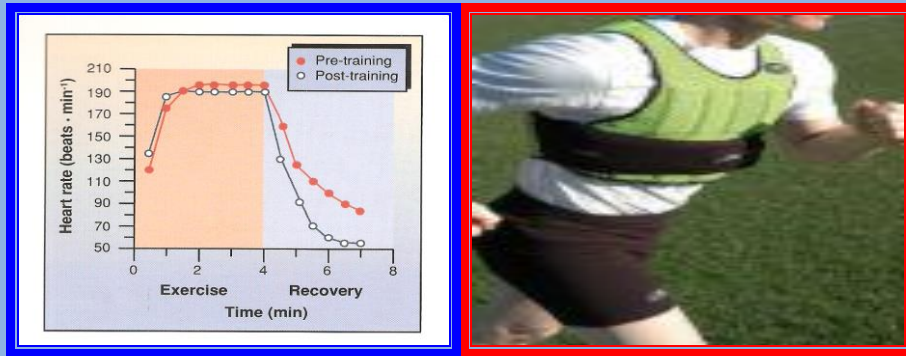 Pre-training
Post-training
210
190
170
150
130
110
90
70
50
Heart rate (beats · min⁻¹)
0 2 4 6 8
Exercise Recovery
Time (min)